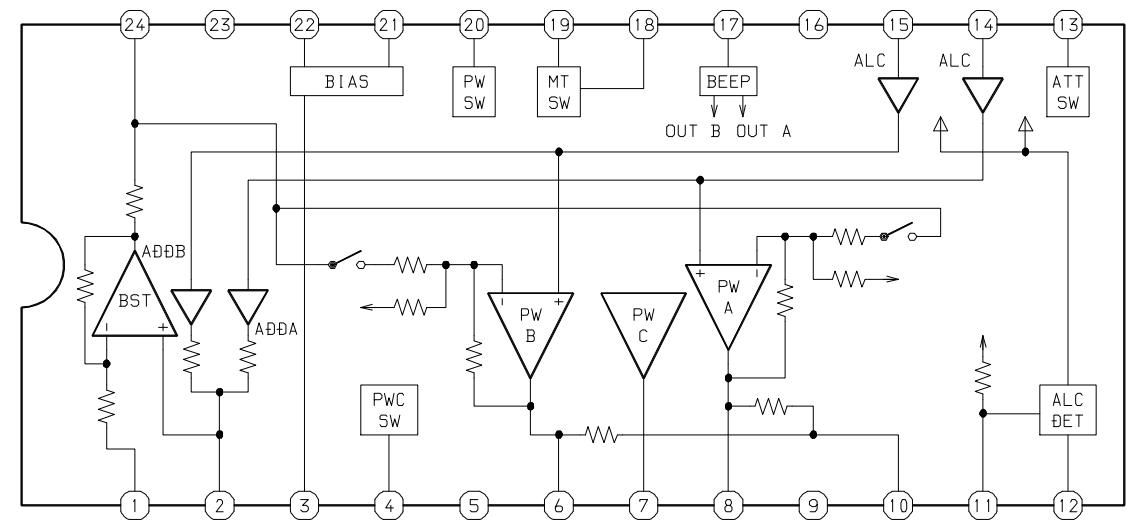 24 23 22 21 20 19 18 17 16 15 14 13
ALC ALC
BIAS
PW
SW
MT
SW
BEEP
ATT
SW
OUT B OUT A
ADDB
BST
- +
ADDA
- +
PW
B
PW
C
+ -
PW
A
PWC
SW
ALC
DET
1 2 3 4 5 6 7 8 9 10 11 12